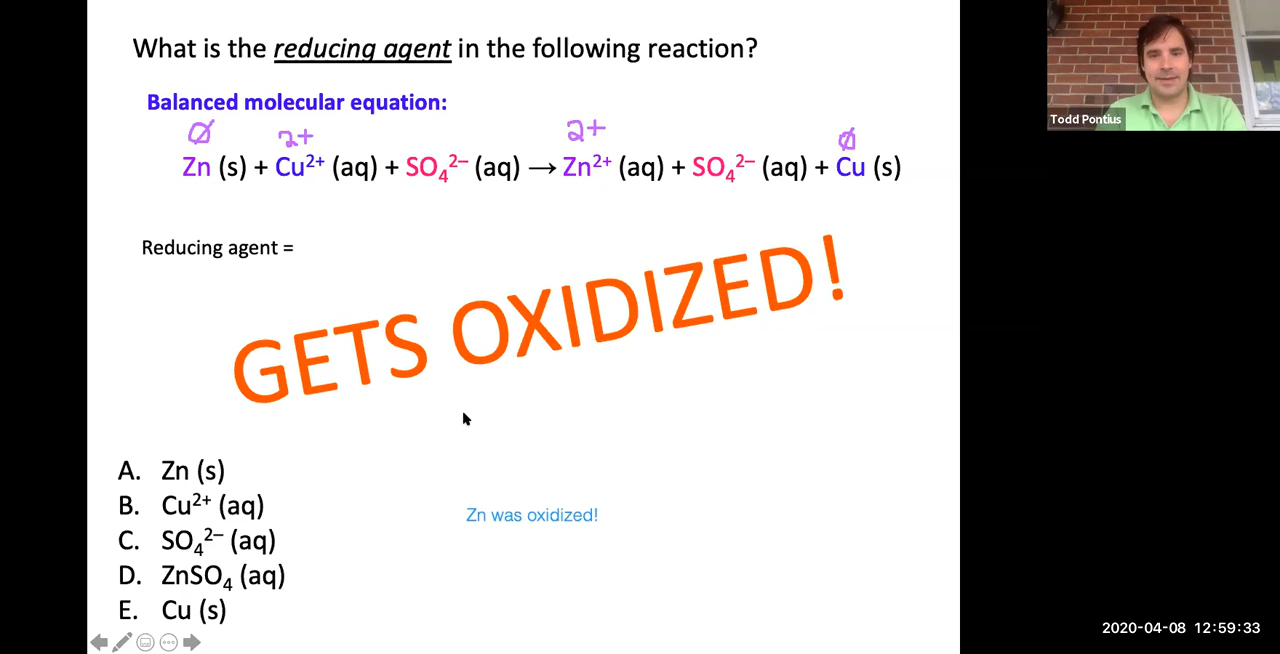 What is the reducing agent in the following reaction?
Balanced molecular equation:
0 2+ 2+ 0
Zn (s) + Cu²⁺ (aq) + SO₄²⁻ (aq) → Zn²⁺ (aq) + SO₄²⁻ (aq) + Cu (s)
Reducing agent =
GETS OXIDIZED!
A. Zn (s)
B. Cu²⁺ (aq)
C. SO₄²⁻ (aq)
D. ZnSO₄ (aq)
E. Cu (s)
Zn was oxidized!
Todd Pontius
2020-04-08 12:59:33